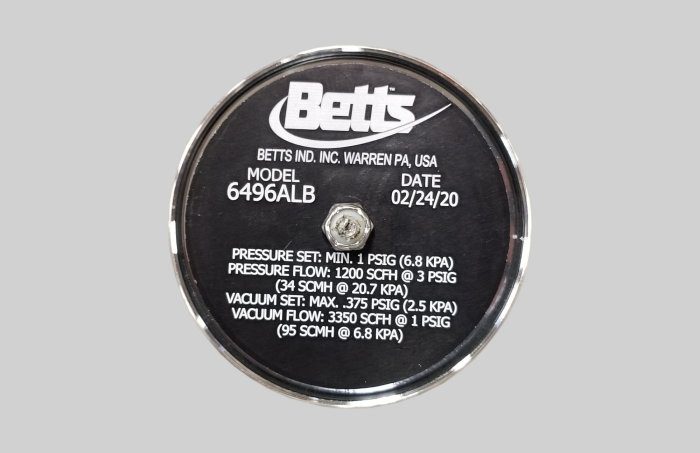 Betts™
BETTS IND. INC. WARREN PA, USA
MODEL DATE
6496ALB 02/24/20
PRESSURE SET: MIN. 1 PSIG (6.8 KPA)
PRESSURE FLOW: 1200 SCFH @ 3 PSIG
(34 SCMH @ 20.7 KPA)
VACUUM SET: MAX. .375 PSIG (2.5 KPA)
VACUUM FLOW: 3350 SCFH @ 1 PSIG
(95 SCMH @ 6.8 KPA)